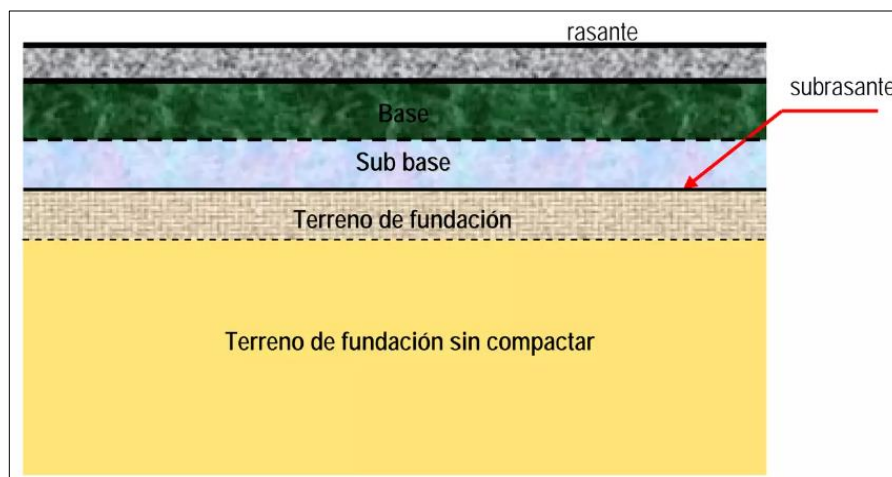 rasante
subrasante
Base
Sub base
Terreno de fundación
Terreno de fundación sin compactar